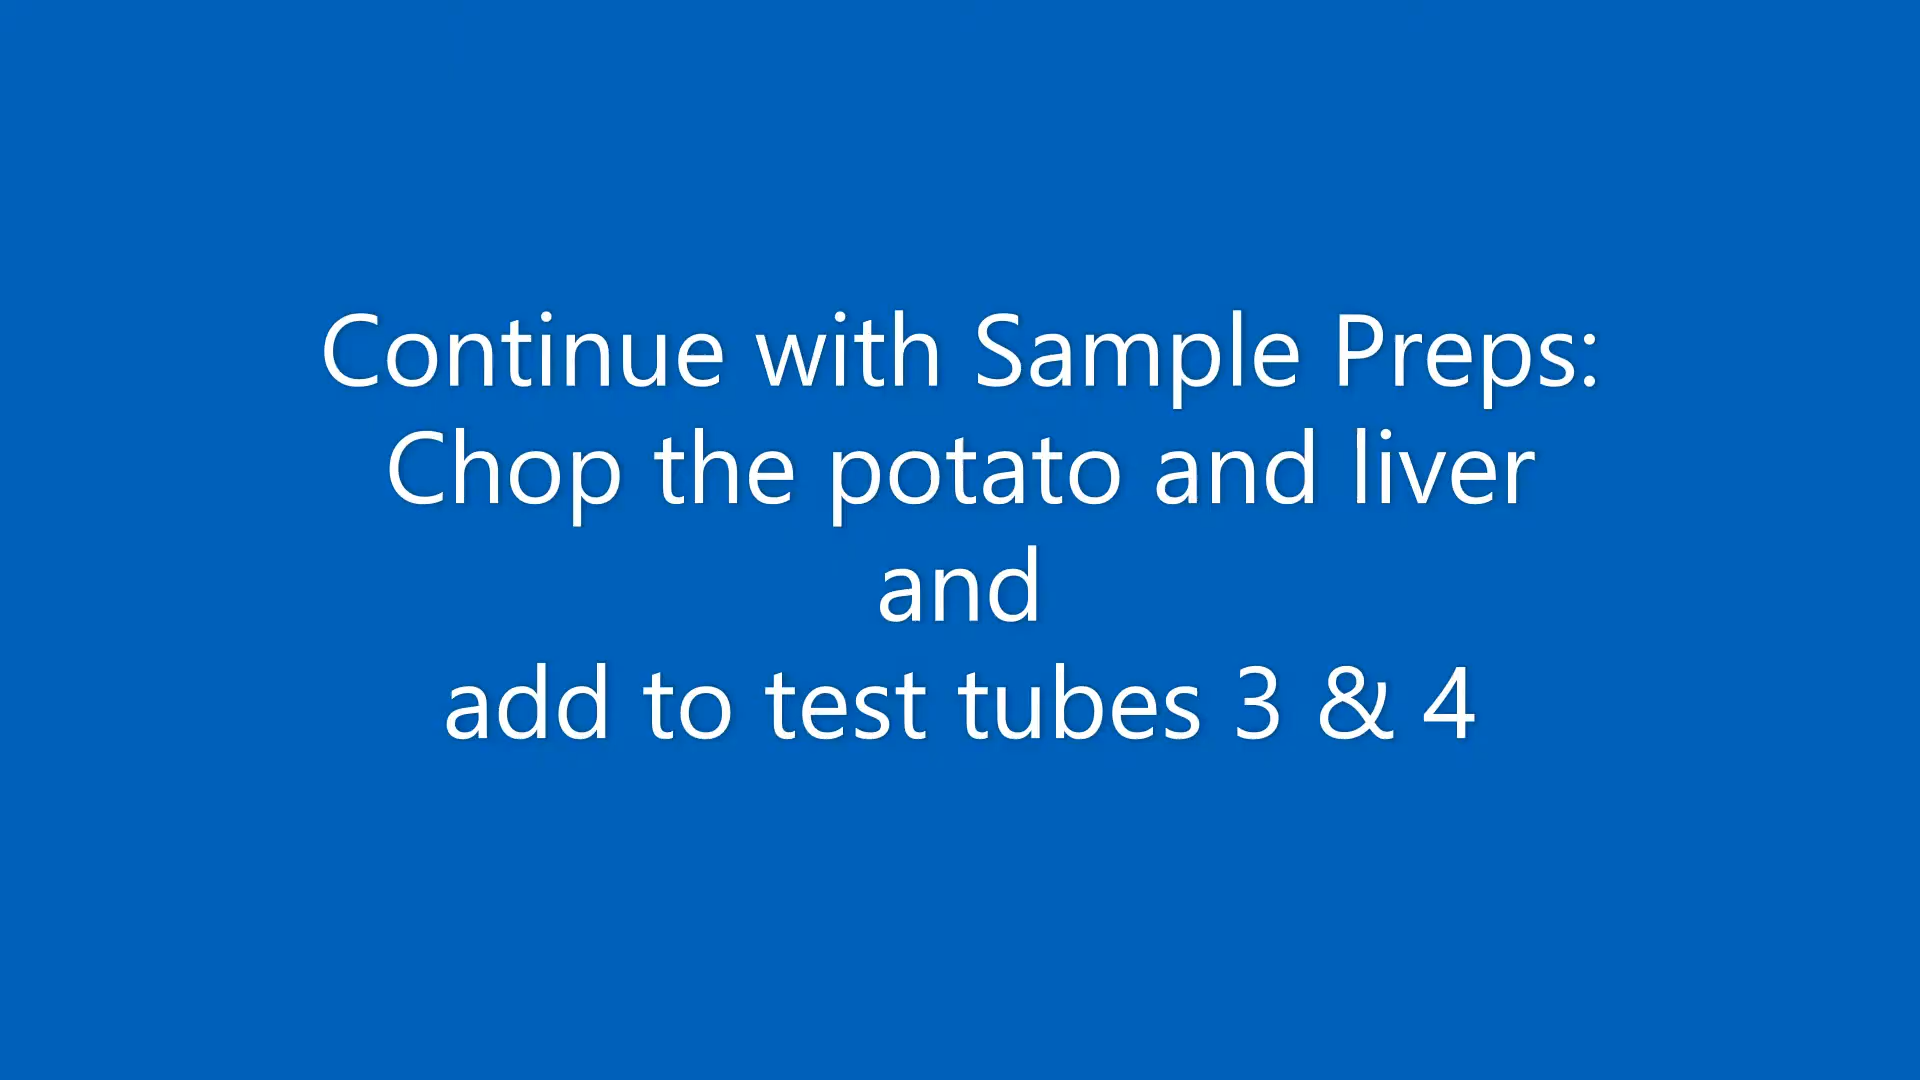 Continue with Sample Preps:
Chop the potato and liver
and
add to test tubes 3 & 4